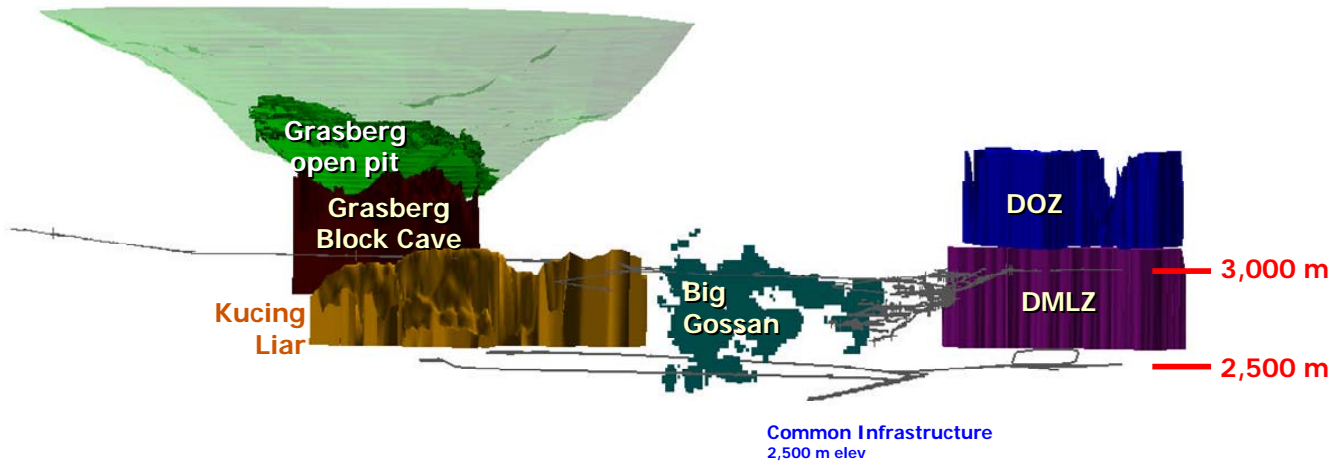 Grasberg
open pit
Grasberg
Block Cave
Kucing
Liar
Big
Gossan
DOZ
DMLZ
3,000 m
2,500 m
Common Infrastructure
2,500 m elev